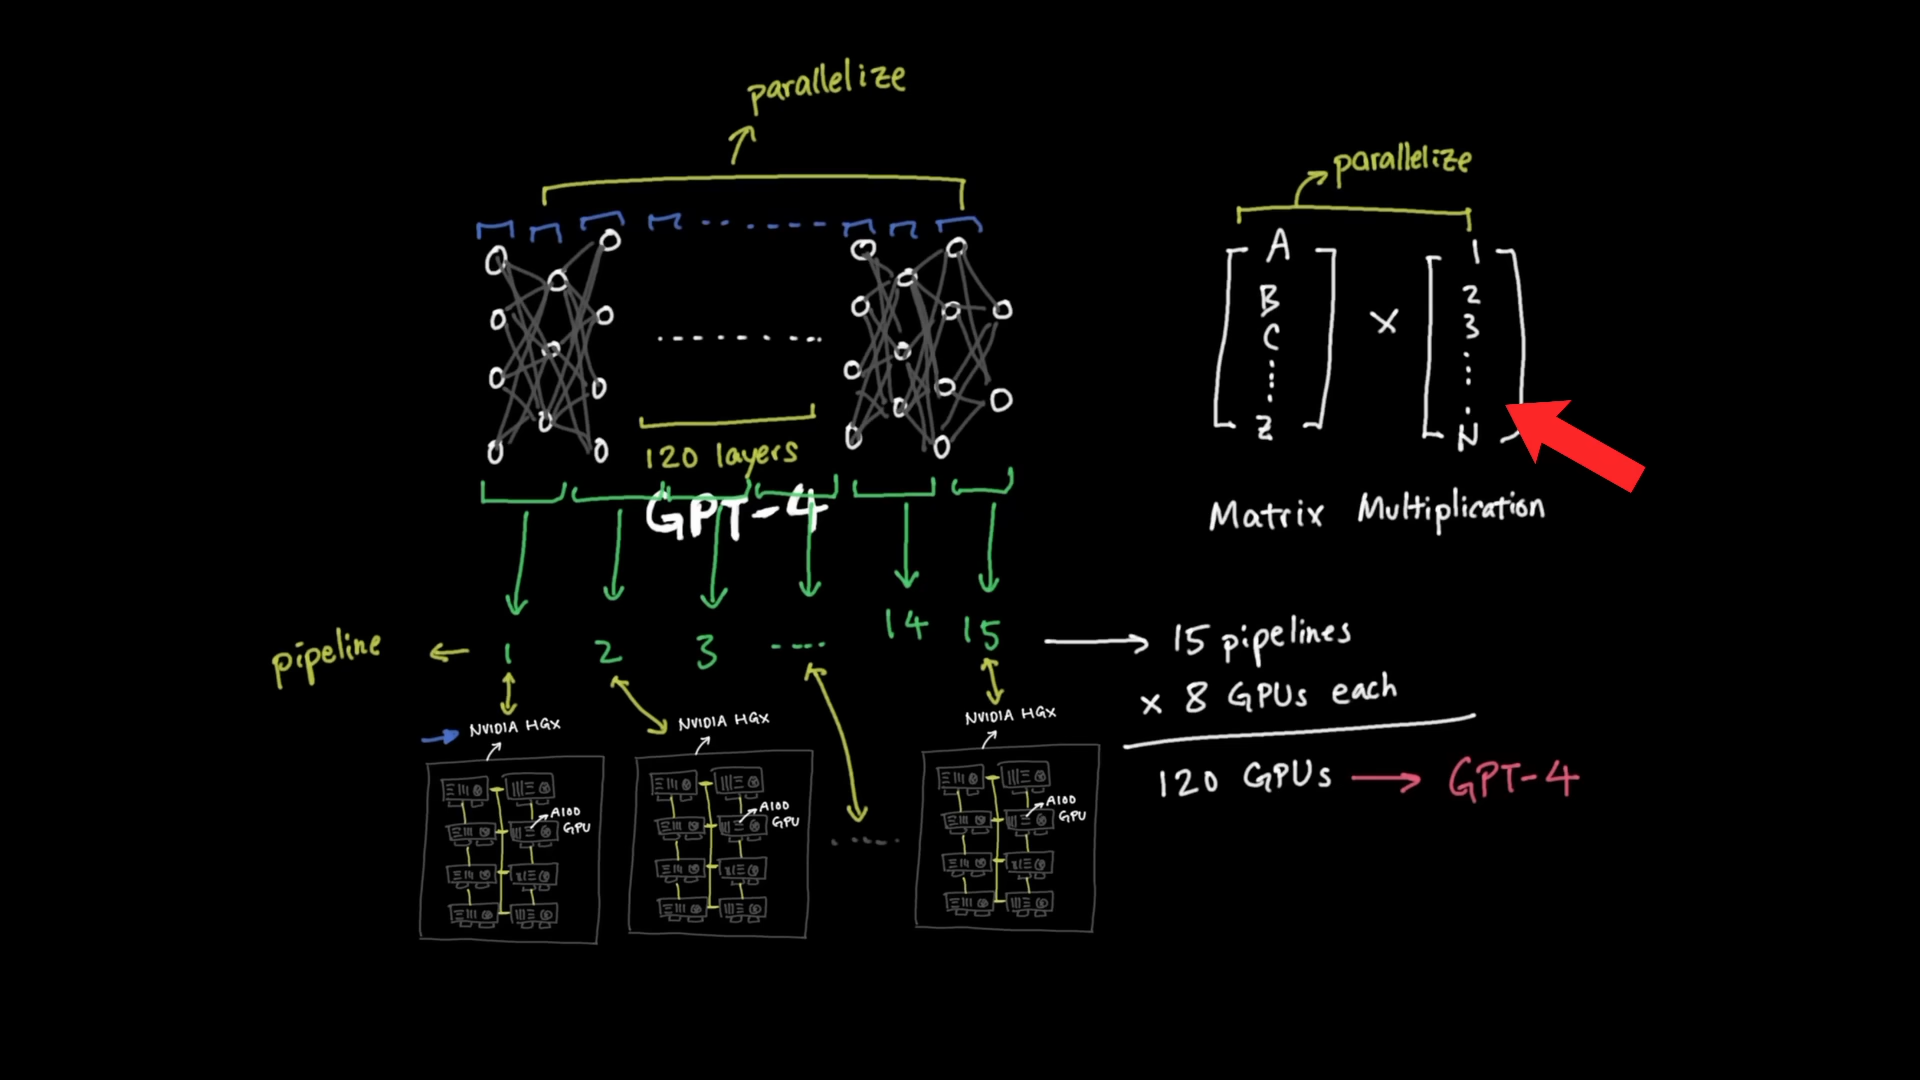 parallelize
120 layers
GPT-4
pipeline
1
2
3
14
15
NVIDIA HGX
A100
GPU
NVIDIA HGX
A100
GPU
NVIDIA HGX
A100
GPU
parallelize
A
B
C
Z
X
1
2
3
N
Matrix Multiplication
15 pipelines
x 8 GPUs each
120 GPUs → GPT-4